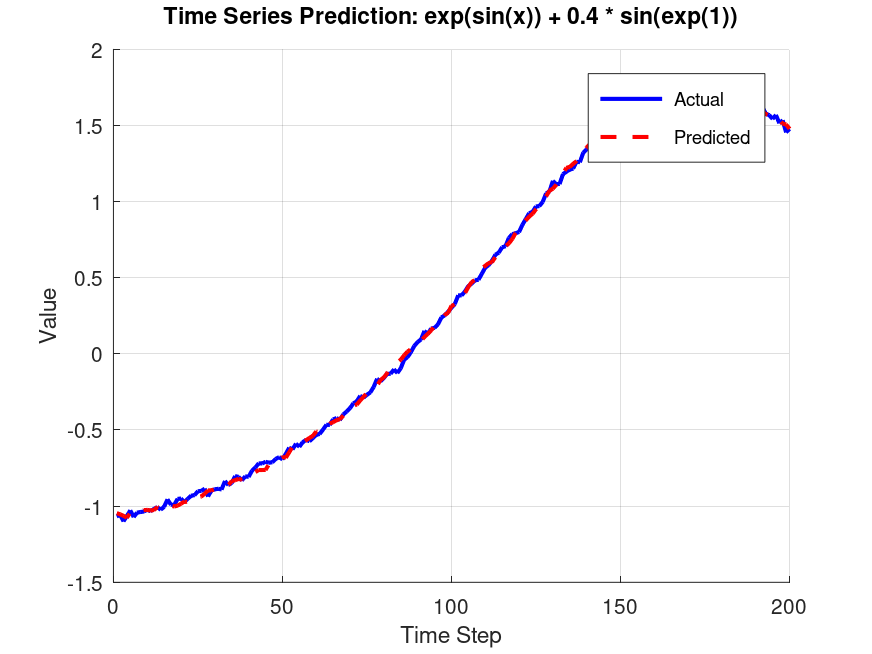 Time Series Prediction: exp(sin(x)) + 0.4 * sin(exp(1))
2
1.5
1
0.5
0
-0.5
-1
-1.5
Value
Actual
Predicted
0 50 100 150 200
Time Step